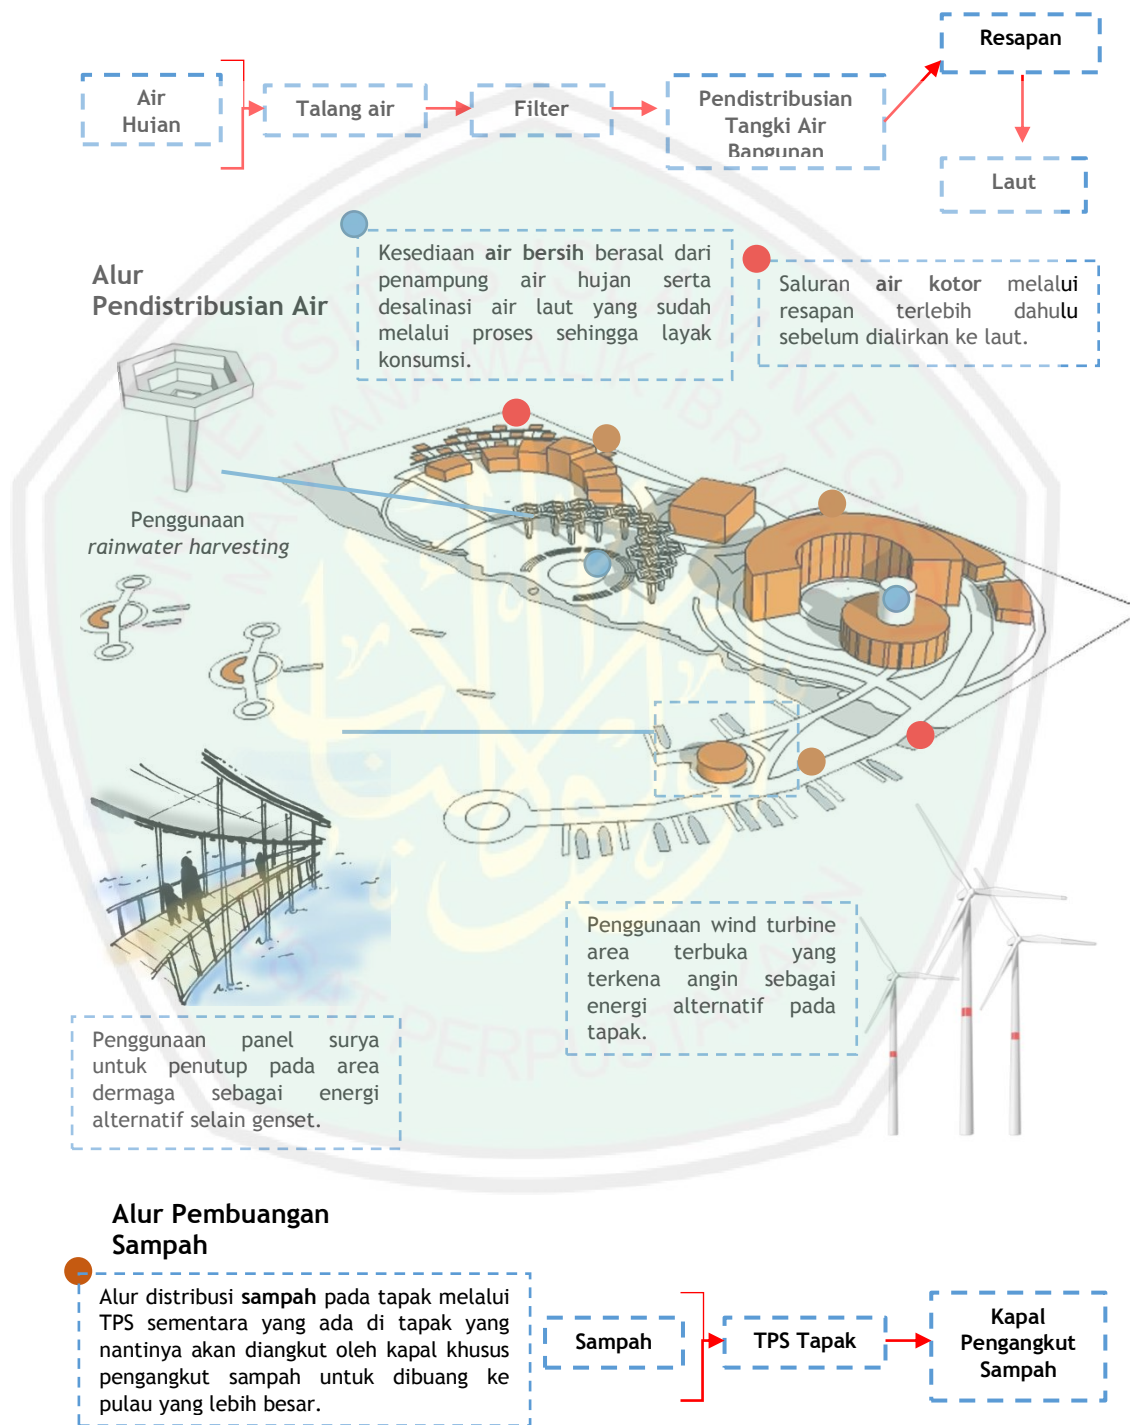 Resapan
Air
Hujan
Talang air
Filter
Pendistribusian
Tangki Air
Bangunan
Laut
Alur
Pendistribusian Air
Kesediaan air bersih berasal dari
penampung air hujan serta
desalinasi air laut yang sudah
melalui proses sehingga layak
konsumsi.
Saluran air kotor melalui
resapan terlebih dahulu
sebelum dialirkan ke laut.
Penggunaan
rainwater harvesting
Penggunaan wind turbine
area terbuka yang
terkena angin sebagai
energi alternatif pada
tapak.
Penggunaan panel surya
untuk penutup pada area
dermaga sebagai energi
alternatif selain genset.
Alur Pembuangan
Sampah
Alur distribusi sampah pada tapak melalui
TPS sementara yang ada di tapak yang
nantinya akan diangkut oleh kapal khusus
pengangkut sampah untuk dibuang ke
pulau yang lebih besar.
Sampah
TPS Tapak
Kapal
Pengangkut
Sampah